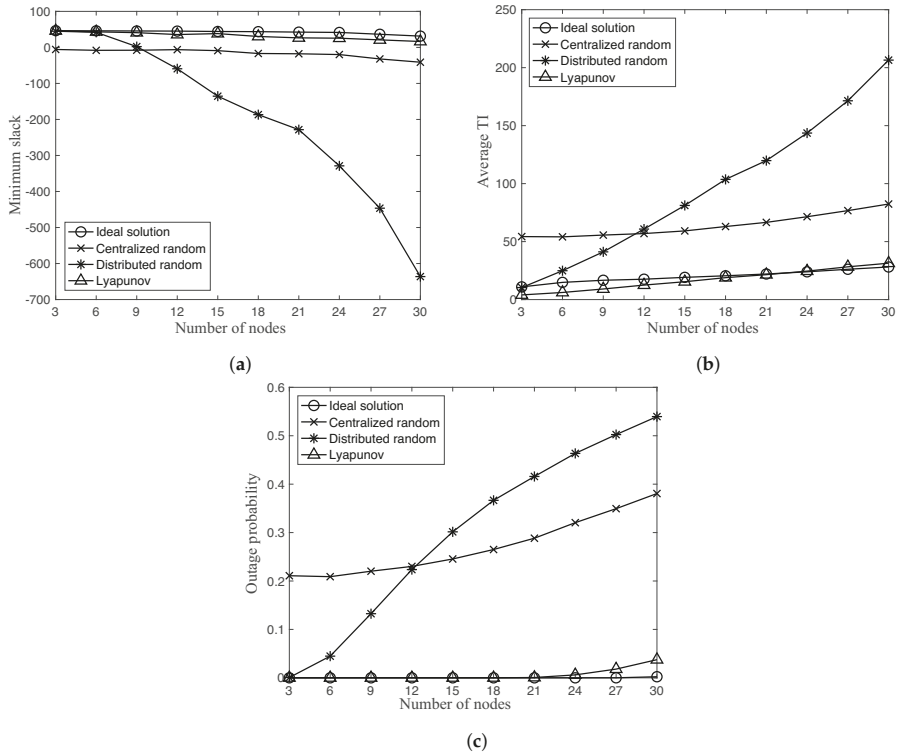 100
0
-100
-200
-300
-400
-500
-600
-700
Minimum slack
Ideal solution
Centralized random
Distributed random
Lyapunov
3 6 9 12 15 18 21 24 27 30
Number of nodes
(a)
250
200
150
100
50
0
Average TI
Ideal solution
Centralized random
Distributed random
Lyapunov
3 6 9 12 15 18 21 24 27 30
Number of nodes
(b)
0.6
0.5
0.4
0.3
0.2
0.1
0
Outage probability
Ideal solution
Centralized random
Distributed random
Lyapunov
3 6 9 12 15 18 21 24 27 30
Number of nodes
(c)